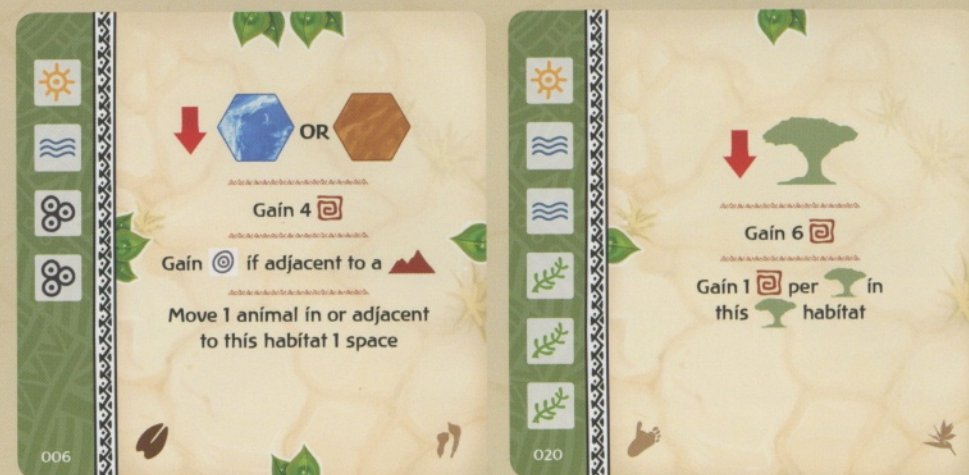 OR
Gain 4
Gain if adjacent to a
Move 1 animal in or adjacent
to this habitat 1 space
006
Gain 6
Gain 1 per in
this habitat
020